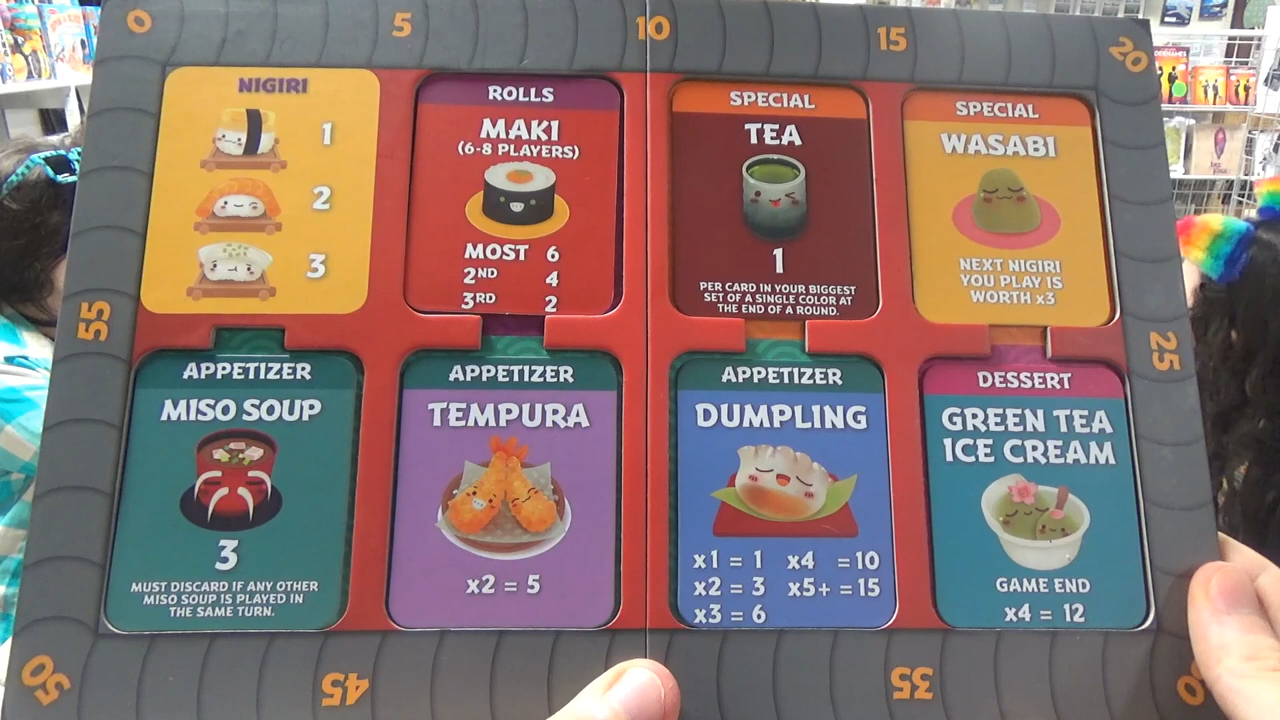 0
5
10
15
20
NIGIRI
1
2
3
ROLLS
MAKI
(6-8 PLAYERS)
MOST 6
2ND 4
3RD 2
SPECIAL
TEA
1
PER CARD IN YOUR BIGGEST
SET OF A SINGLE COLOR AT
THE END OF A ROUND.
SPECIAL
WASABI
NEXT NIGIRI
YOU PLAY IS
WORTH x3
55
25
APPETIZER
MISO SOUP
3
MUST DISCARD IF ANY OTHER
MISO SOUP IS PLAYED IN
THE SAME TURN.
APPETIZER
TEMPURA
x2 = 5
APPETIZER
DUMPLING
x1 = 1 x4 = 10
x2 = 3 x5+ = 15
x3 = 6
DESSERT
GREEN TEA
ICE CREAM
GAME END
x4 = 12
50
45
35